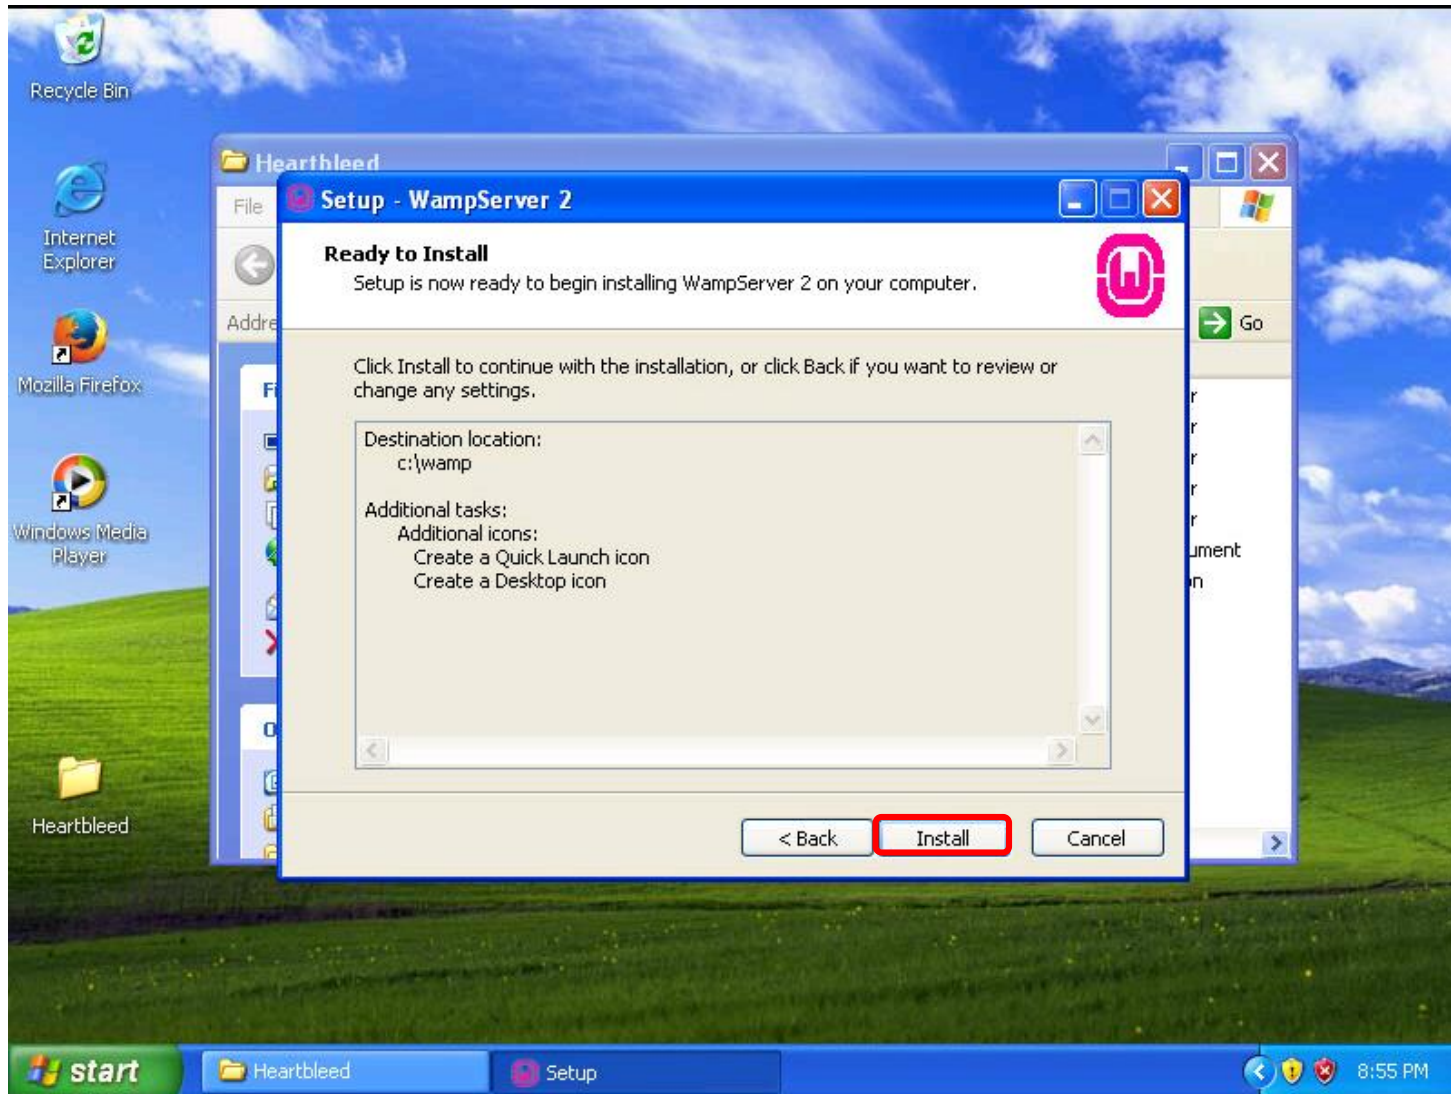 Recycle Bin
Internet
Explorer
Mozilla Firefox
Windows Media
Player
Heartbleed
Heartbleed
File
Addre
Go
Fi
O
r
r
r
r
r
ument
n
Setup - WampServer 2
Ready to Install
Setup is now ready to begin installing WampServer 2 on your computer.
Click Install to continue with the installation, or click Back if you want to review or
change any settings.
Destination location:
c:\wamp
Additional tasks:
Additional icons:
Create a Quick Launch icon
Create a Desktop icon
< Back
Install
Cancel
start
Heartbleed
Setup
8:55 PM